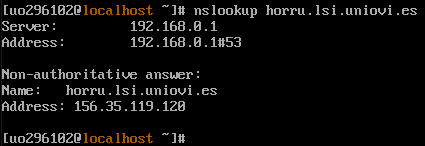 [uo296102@localhost ~]# nslookup horru.lsi.uniovi.es
Server:         192.168.0.1
Address:        192.168.0.1#53

Non-authoritative answer:
Name:   horru.lsi.uniovi.es
Address: 156.35.119.120

[uo296102@localhost ~]#